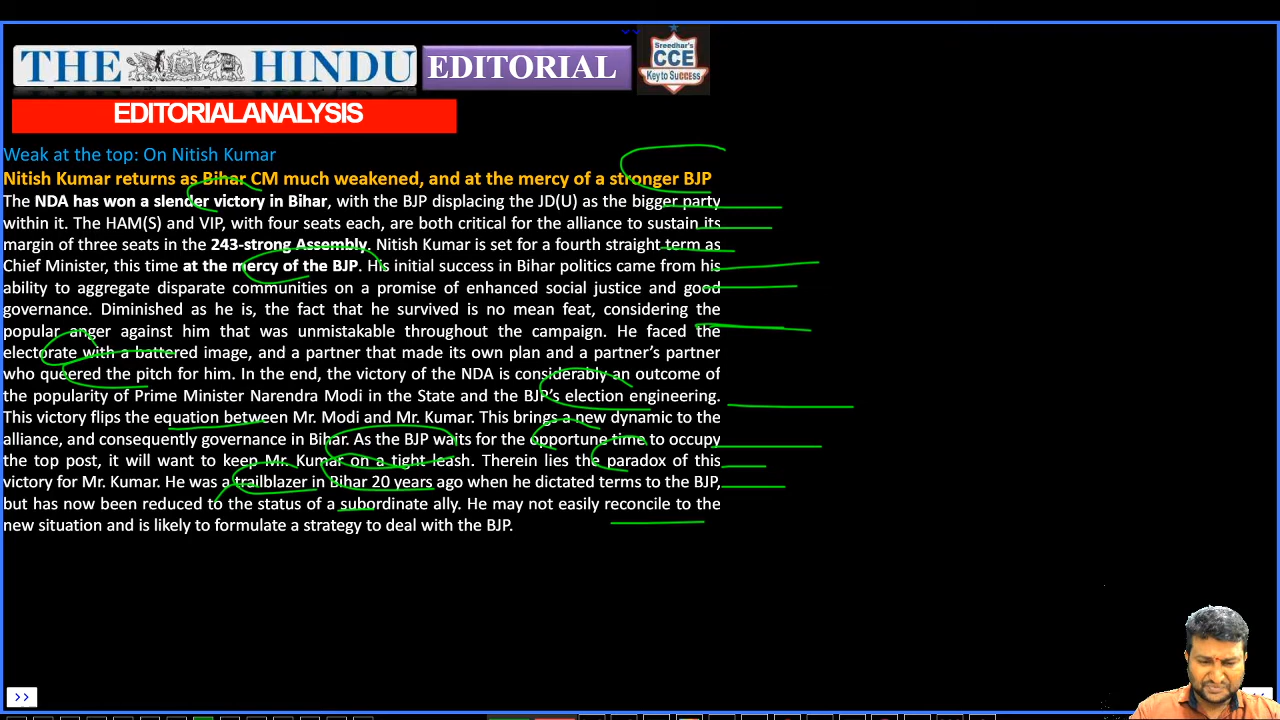 THE HINDU EDITORIAL
Sreedhar's
CCE
Key to Success
EDITORIALANALYSIS
Weak at the top: On Nitish Kumar
Nitish Kumar returns as Bihar CM much weakened, and at the mercy of a stronger BJP
The NDA has won a slender victory in Bihar, with the BJP displacing the JD(U) as the bigger party
within it. The HAM(S) and VIP, with four seats each, are both critical for the alliance to sustain its
margin of three seats in the 243-strong Assembly. Nitish Kumar is set for a fourth straight term as
Chief Minister, this time at the mercy of the BJP. His initial success in Bihar politics came from his
ability to aggregate disparate communities on a promise of enhanced social justice and good
governance. Diminished as he is, the fact that he survived is no mean feat, considering the
popular anger against him that was unmistakable throughout the campaign. He faced the
electorate with a battered image, and a partner that made its own plan and a partner's partner
who queered the pitch for him. In the end, the victory of the NDA is considerably an outcome of
the popularity of Prime Minister Narendra Modi in the State and the BJP's election engineering.
This victory flips the equation between Mr. Modi and Mr. Kumar. This brings a new dynamic to the
alliance, and consequently governance in Bihar. As the BJP waits for the opportune time to occupy
the top post, it will want to keep Mr. Kumar on a tight leash. Therein lies the paradox of this
victory for Mr. Kumar. He was a trailblazer in Bihar 20 years ago when he dictated terms to the BJP,
but has now been reduced to the status of a subordinate ally. He may not easily reconcile to the
new situation and is likely to formulate a strategy to deal with the BJP.
>>